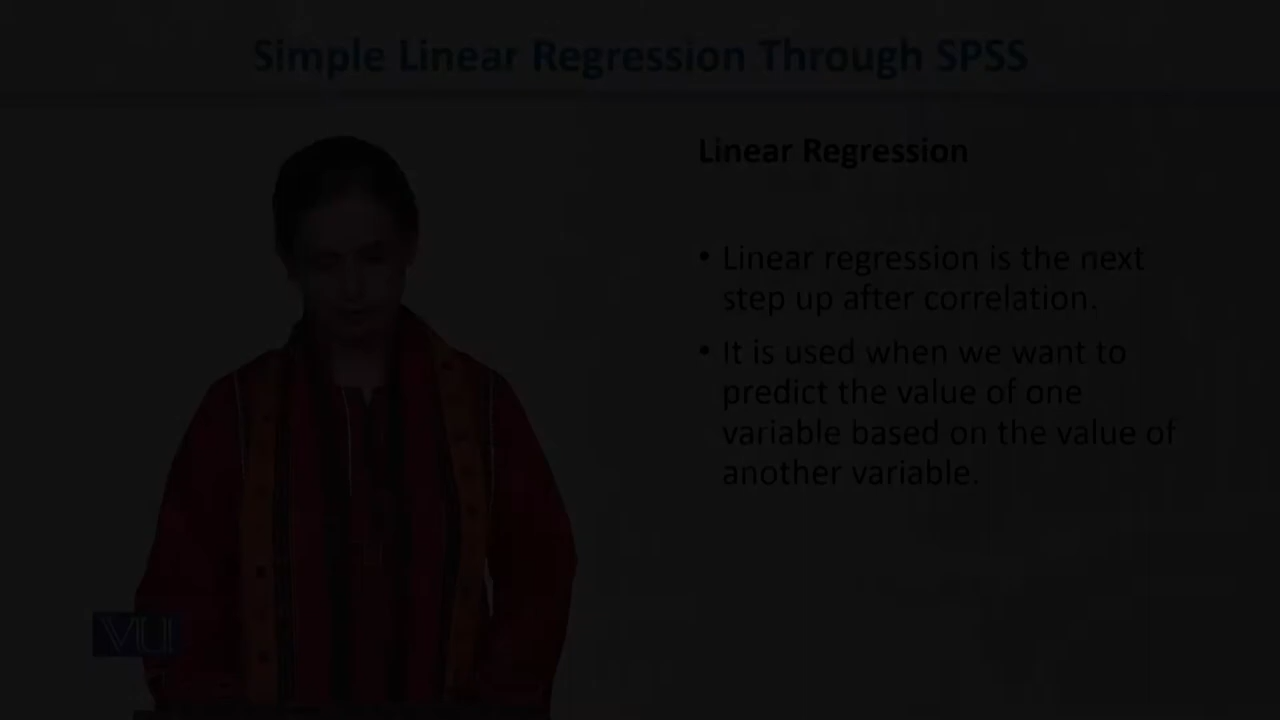 Simple Linear Regression Through SPSS
Linear Regression
• Linear regression is the next
step up after correlation.
• It is used when we want to
predict the value of one
variable based on the value of
another variable.
VU